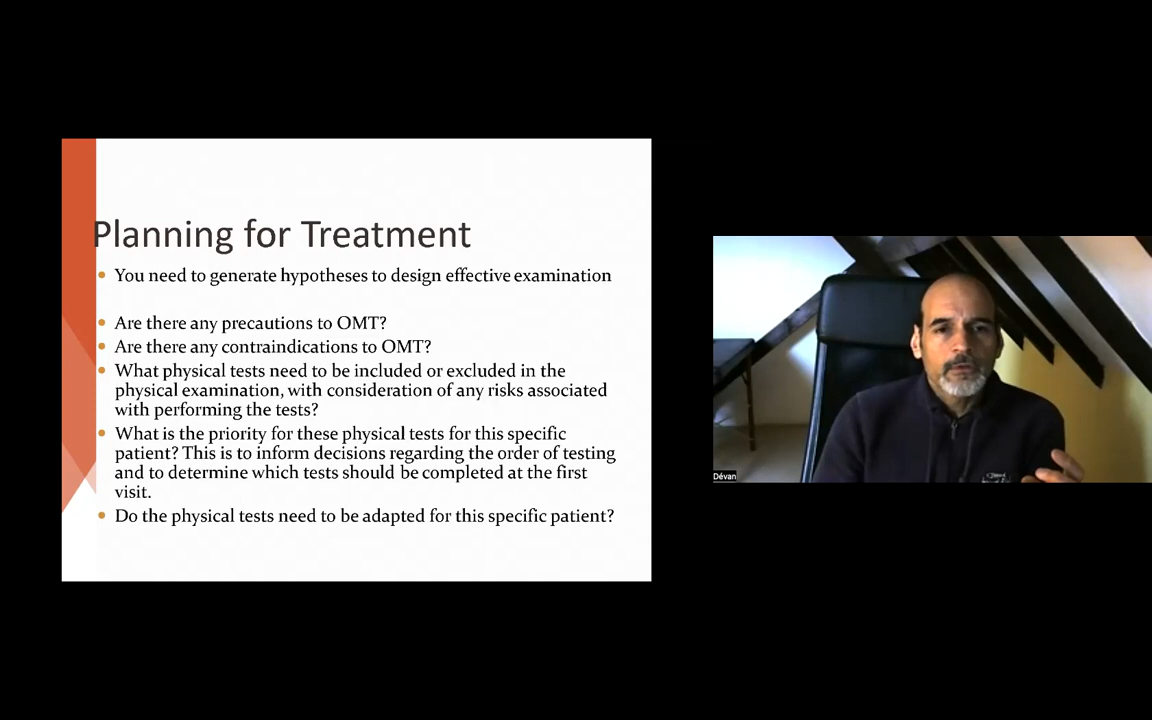 Planning for Treatment
• You need to generate hypotheses to design effective examination
• Are there any precautions to OMT?
• Are there any contraindications to OMT?
• What physical tests need to be included or excluded in the
physical examination, with consideration of any risks associated
with performing the tests?
• What is the priority for these physical tests for this specific
patient? This is to inform decisions regarding the order of testing
and to determine which tests should be completed at the first
visit.
• Do the physical tests need to be adapted for this specific patient?
Dévan